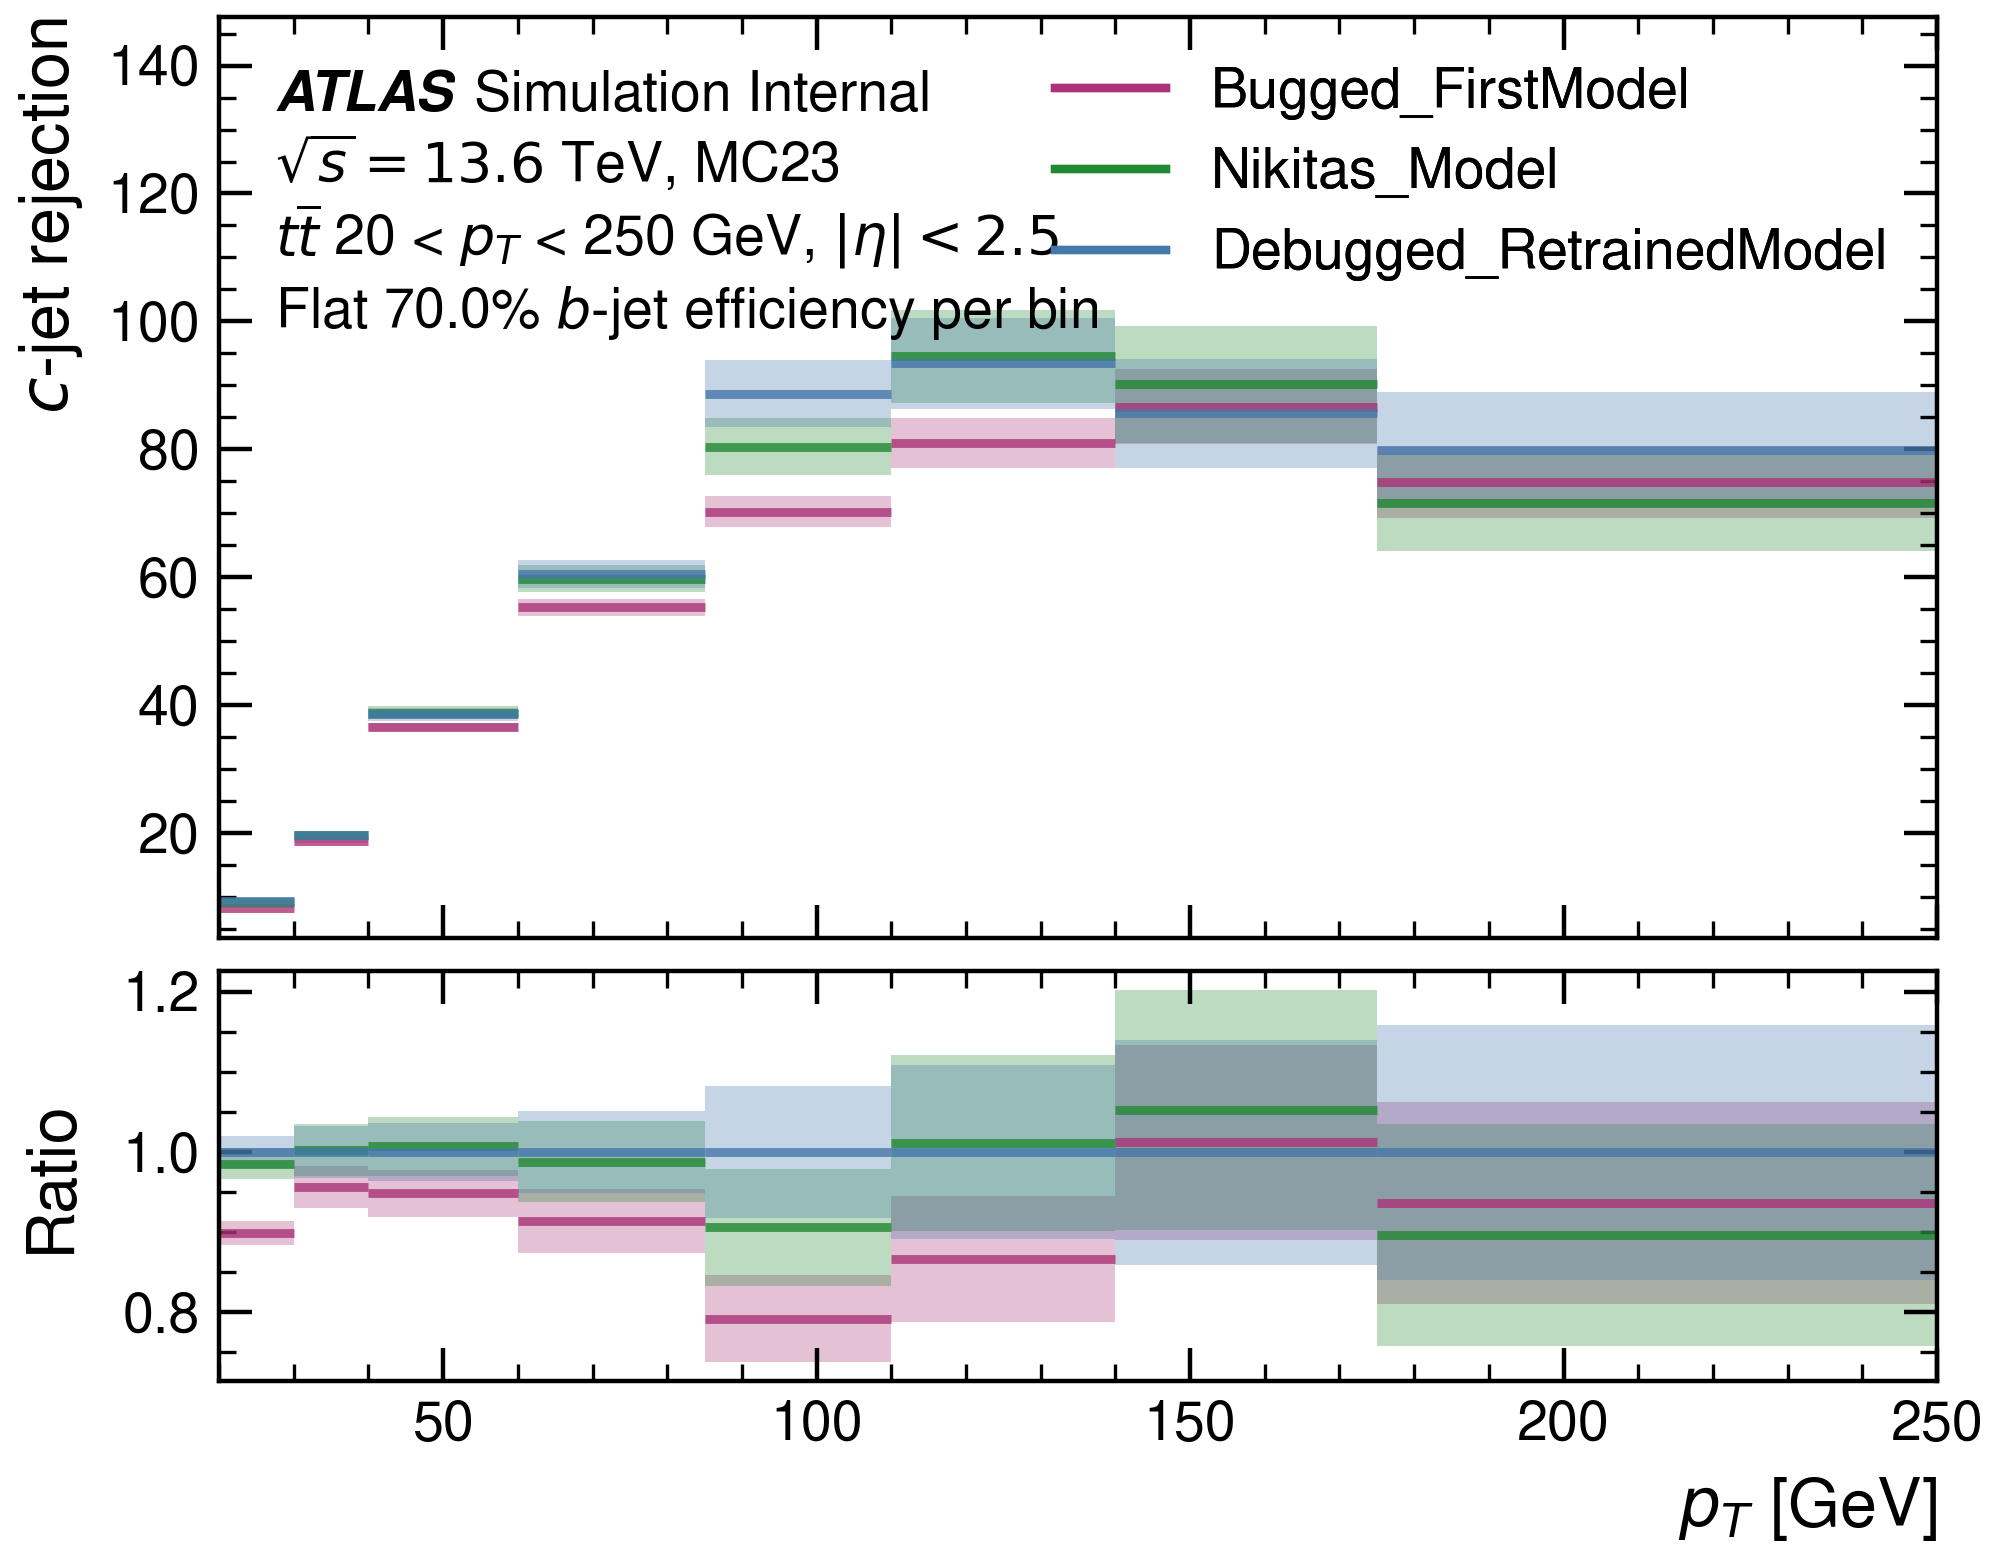 c-jet rejection
140
120
100
80
60
40
20
ATLAS Simulation Internal
√s = 13.6 TeV, MC23
tt̄ 20 < p_T < 250 GeV, |η| < 2.5
Flat 70.0% b-jet efficiency per bin
Bugged_FirstModel
Nikitas_Model
Debugged_RetrainedModel
Ratio
1.2
1.0
0.8
50 100 150 200 250
p_T [GeV]